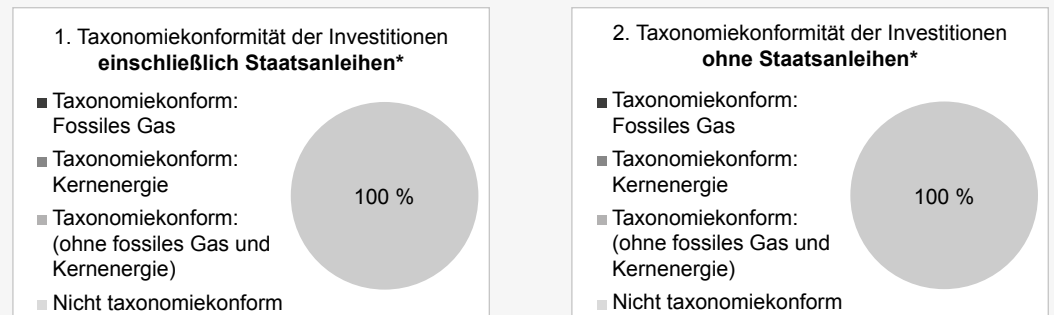 1. Taxonomiekonformität der Investitionen
einschließlich Staatsanleihen*
Taxonomiekonform:
Fossiles Gas
Taxonomiekonform:
Kernenergie
Taxonomiekonform:
(ohne fossiles Gas und
Kernenergie)
Nicht taxonomiekonform
100 %
2. Taxonomiekonformität der Investitionen
ohne Staatsanleihen*
Taxonomiekonform:
Fossiles Gas
Taxonomiekonform:
Kernenergie
Taxonomiekonform:
(ohne fossiles Gas und
Kernenergie)
Nicht taxonomiekonform
100 %